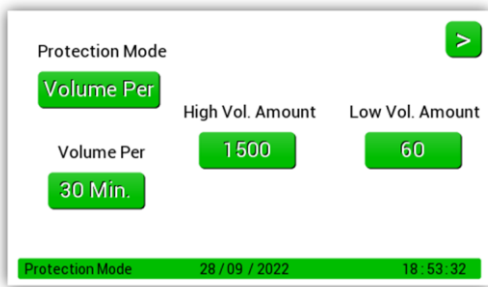 Protection Mode
>
Volume Per
High Vol. Amount
Low Vol. Amount
Volume Per
1500
60
30 Min.
Protection Mode 28/09 / 2022 18:53:32